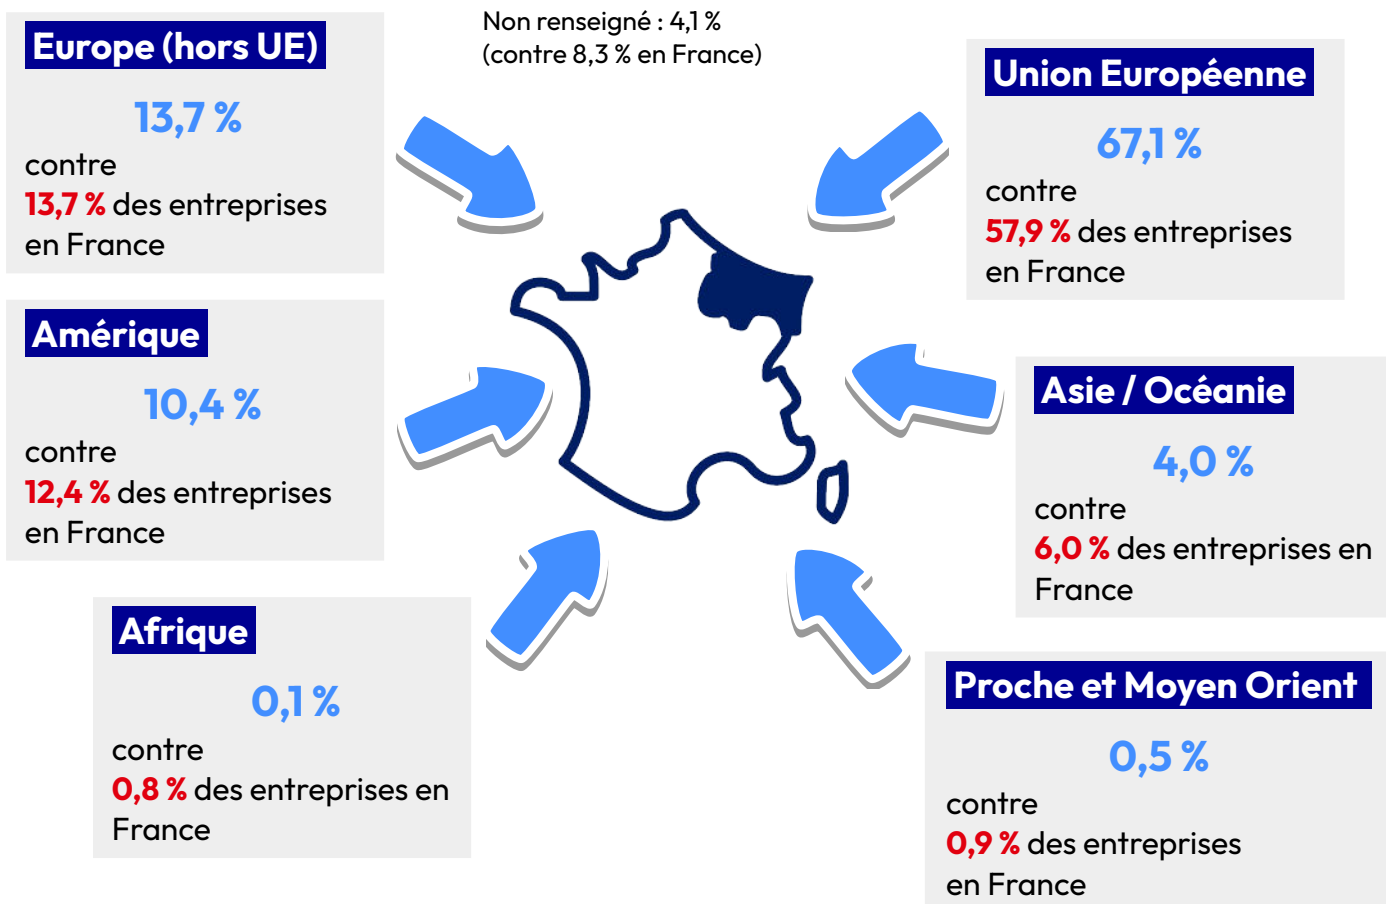 Non renseigné : 4,1 %
(contre 8,3 % en France)
Europe (hors UE)
13,7 %
contre
13,7 % des entreprises
en France
Union Européenne
67,1 %
contre
57,9 % des entreprises
en France
Amérique
10,4 %
contre
12,4 % des entreprises
en France
Asie / Océanie
4,0 %
contre
6,0 % des entreprises en
France
Afrique
0,1 %
contre
0,8 % des entreprises en
France
Proche et Moyen Orient
0,5 %
contre
0,9 % des entreprises
en France